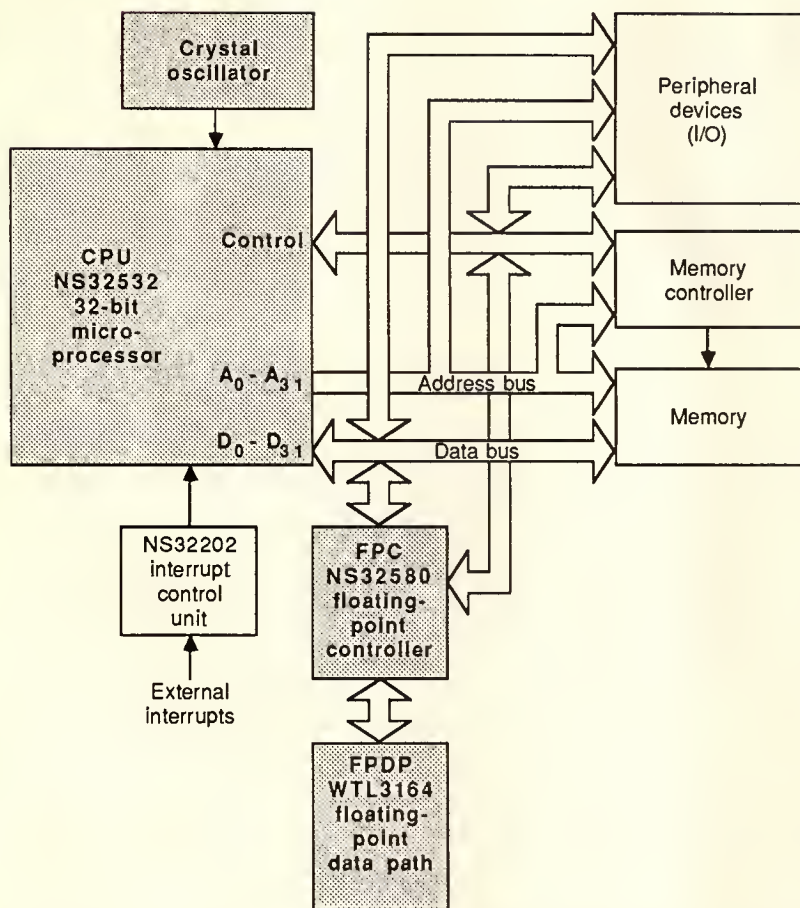 Crystal
oscillator
Peripheral
devices
(I/O)
CPU
NS32532
32-bit
micro-
processor
Control
Memory
controller
A0 - A31
Address bus
Memory
D0 - D31
Data bus
NS32202
interrupt
control
unit
FPC
NS32580
floating-
point
controller
External
interrupts
FPDP
WTL3164
floating-
point
data path